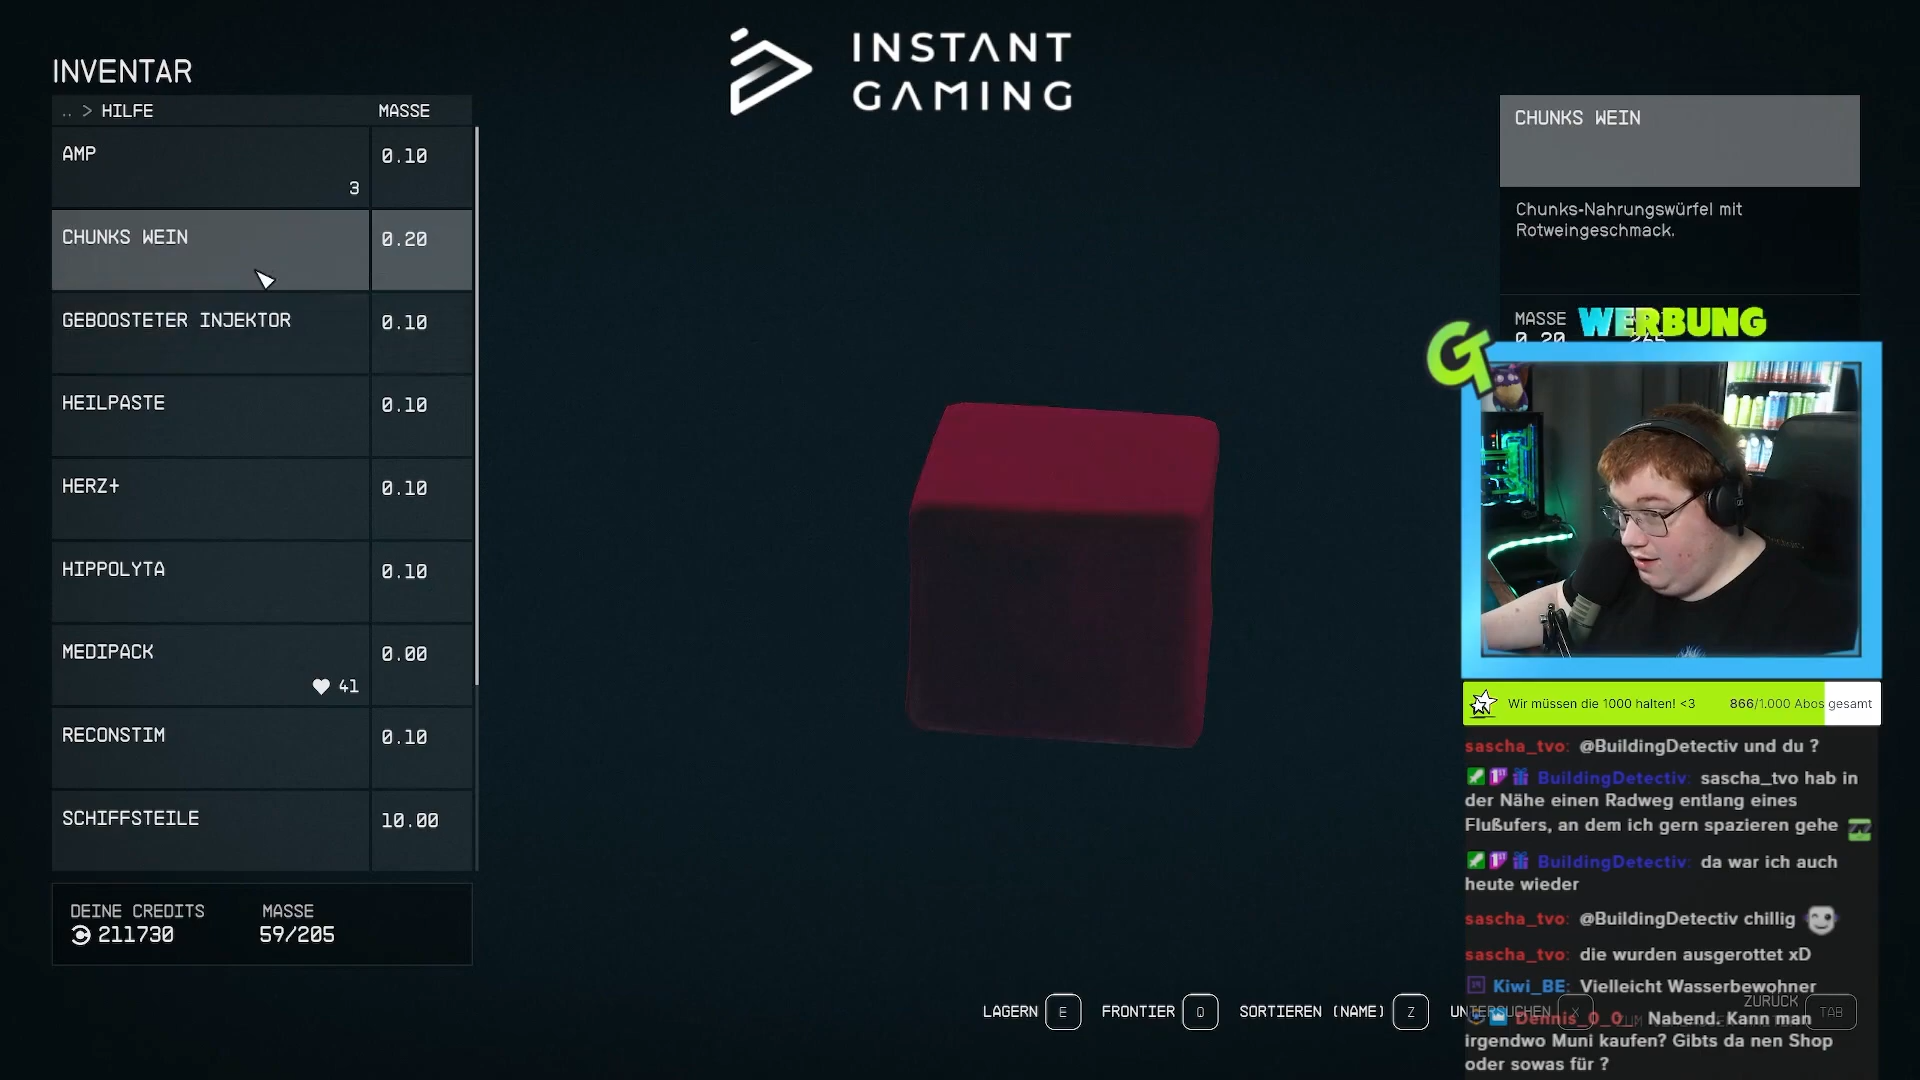 INSTANT
GAMING
INVENTAR
.. > HILFE MASSE
AMP 0.10
3
CHUNKS WEIN 0.20
GEBOOSTETER INJEKTOR 0.10
HEILPASTE 0.10
HERZ+ 0.10
HIPPOLYTA 0.10
MEDIPACK 0.00
41
RECONSTIM 0.10
SCHIFFSTEILE 10.00
DEINE CREDITS MASSE
211730 59/205
CHUNKS WEIN
Chunks-Nahrungswürfel mit
Rotweingeschmack.
MASSE
0.20 265
WERBUNG
G
Wir müssen die 1000 halten! <3 866/1.000 Abos gesamt
sascha_tvo: @BuildingDetectiv und du ?
BuildingDetectiv: sascha_tvo hab in
der Nähe einen Radweg entlang eines
Flußufers, an dem ich gern spazieren gehe
BuildingDetectiv: da war ich auch
heute wieder
sascha_tvo: @BuildingDetectiv chillig
sascha_tvo: die wurden ausgerottet xD
Kiwi_BE: Vielleicht Wasserbewohner
Dennis_0_0_: Nabend. Kann man
irgendwo Muni kaufen? Gibts da nen Shop
oder sowas für ?
LAGERN E FRONTIER Q SORTIEREN (NAME) Z UNTERSUCHEN X ZURÜCK TAB